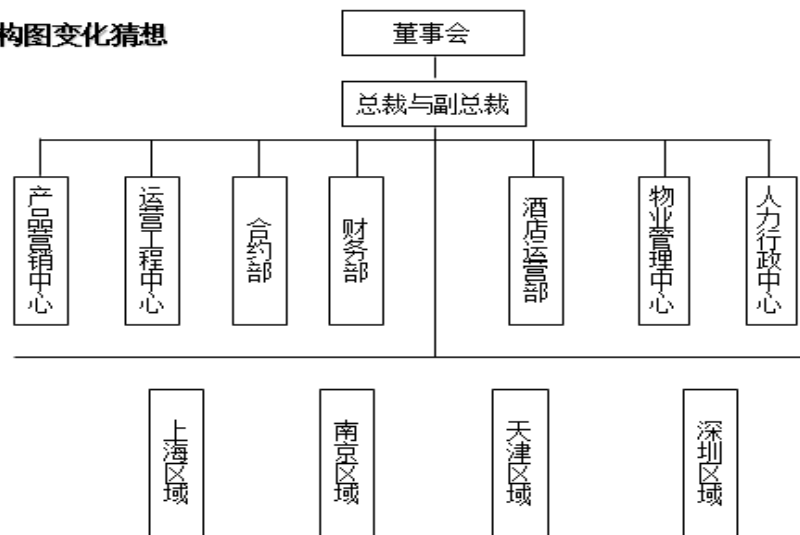 构图变化猜想
董事会
总裁与副总裁
产品营销中心
运营工程中心
合约部
财务部
酒店运营部
物业管理中心
人力行政中心
上海区域
南京区域
天津区域
深圳区域